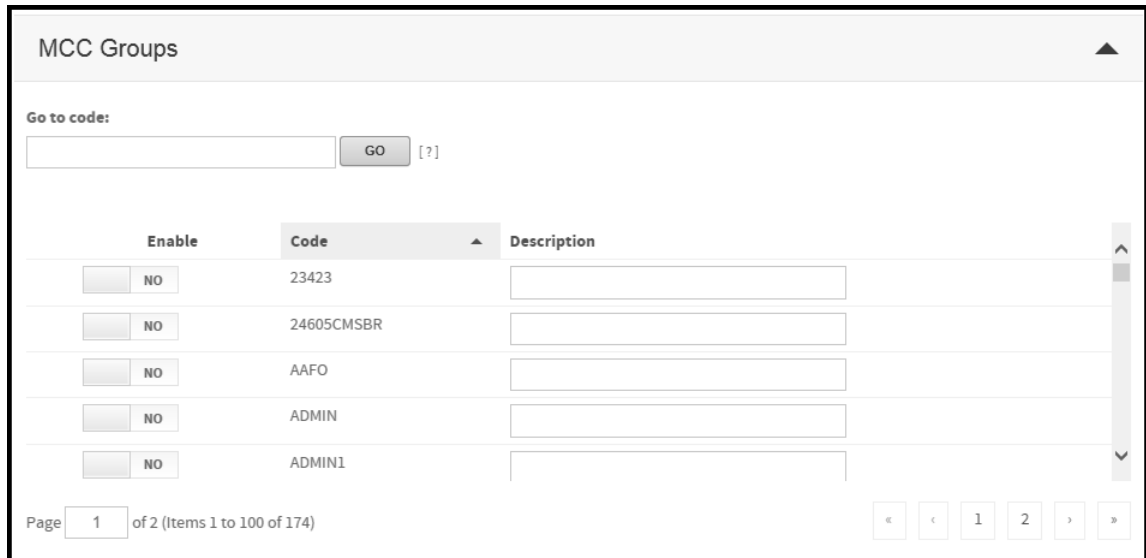 MCC Groups
Go to code:
GO [?]
Enable Code Description
NO 23423
NO 24605CMSBR
NO AAFO
NO ADMIN
NO ADMIN1
Page 1 of 2 (Items 1 to 100 of 174) « ‹ 1 2 › »